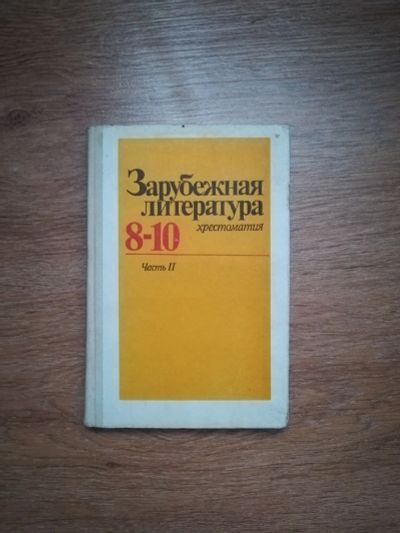 Зарубежная
литература
хрестоматия
8-10
Часть II